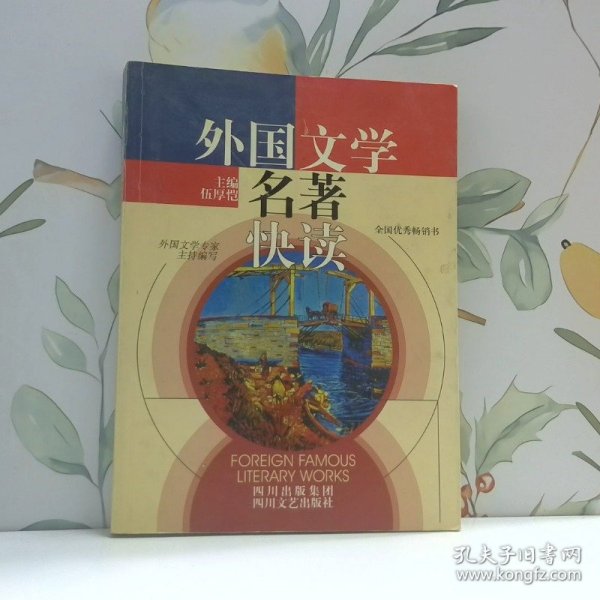 外国文学
主编
伍厚恺
名著
快读
全国优秀畅销书
外国文学专家
主持编写
FOREIGN FAMOUS
LITERARY WORKS
四川出版集团
四川文艺出版社
孔夫子旧书网
www.kongfz.com